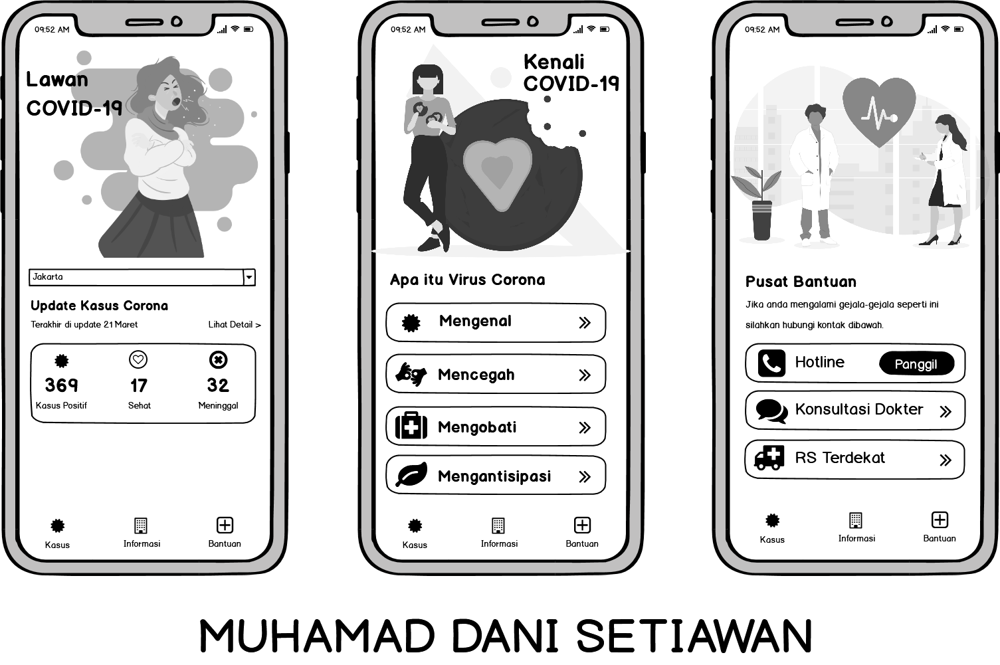 09:52 AM
Lawan
COVID-19
Jakarta
Update Kasus Corona
Terakhir di update 21 Maret
Lihat Detail >
369
17
32
Kasus Positif
Sehat
Meninggal
Kasus
Informasi
Bantuan
09:52 AM
Kenali
COVID-19
Apa itu Virus Corona
Mengenal
Mencegah
Mengobati
Mengantisipasi
Kasus
Informasi
Bantuan
09:52 AM
Pusat Bantuan
Jika anda mengalami gejala-gejala seperti ini
silahkan hubungi kontak dibawah.
Hotline
Panggil
Konsultasi Dokter
RS Terdekat
Kasus
Informasi
Bantuan
MUHAMAD DANI SETIAWAN